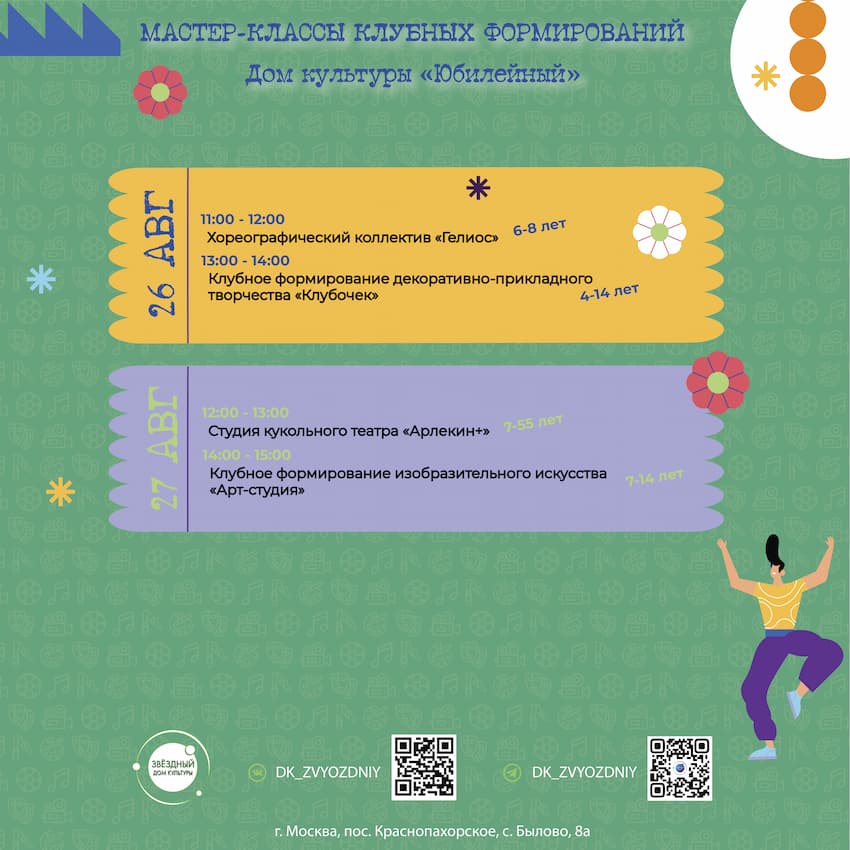 МАСТЕР-КЛАССЫ КЛУБНЫХ ФОРМИРОВАНИЙ
Дом культуры «Юбилейный»
26 АВГ
11:00 - 12:00
Хореографический коллектив «Гелиос»
6-8 лет
13:00 - 14:00
Клубное формирование декоративно-прикладного
творчества «Клубочек»
4-14 лет
27 АВГ
12:00 - 13:00
Студия кукольного театра «Арлекин+»
7-55 лет
14:00 - 15:00
Клубное формирование изобразительного искусства
«Арт-студия»
7-14 лет
ЗВЁЗДНЫЙ
ДОМ КУЛЬТУРЫ
DK_ZVYOZDNIY
DK_ZVYOZDNIY
г. Москва, пос. Краснопахорское, с. Былово, 8а